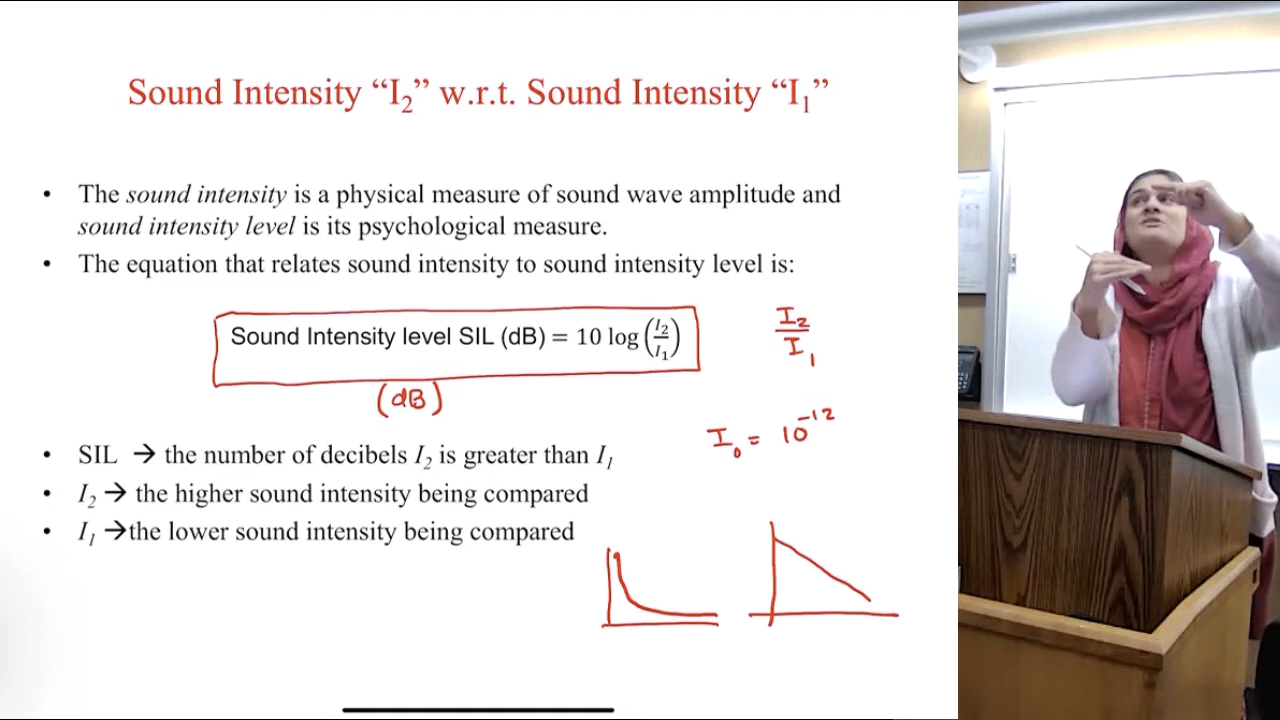 Sound Intensity “I₂” w.r.t. Sound Intensity “I₁”
• The sound intensity is a physical measure of sound wave amplitude and
sound intensity level is its psychological measure.
• The equation that relates sound intensity to sound intensity level is:
Sound Intensity level SIL (dB) = 10 log (I₂/I₁)
I₂/I₁
(dB)
I₀ = 10⁻¹²
• SIL → the number of decibels I₂ is greater than I₁
• I₂ → the higher sound intensity being compared
• I₁ →the lower sound intensity being compared